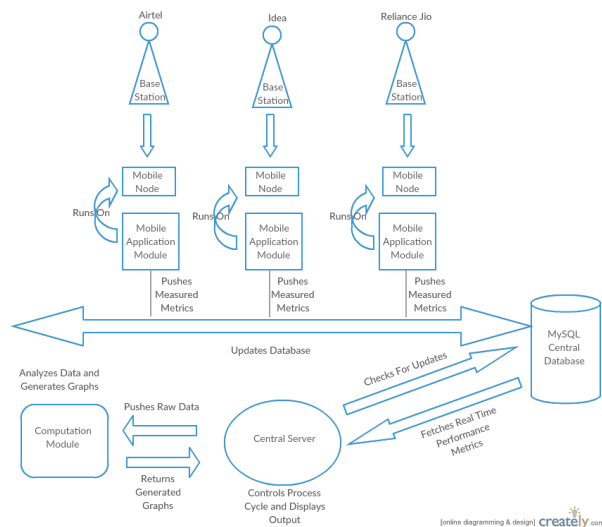 Airtel
Idea
Reliance Jio
Base
Station
Base
Station
Base
Station
Mobile
Node
Mobile
Node
Mobile
Node
Runs On
Runs On
Runs On
Mobile
Application
Module
Mobile
Application
Module
Mobile
Application
Module
Pushes
Measured
Metrics
Pushes
Measured
Metrics
Pushes
Measured
Metrics
MySQL
Central
Database
Updates Database
Checks For Updates
Fetches Real Time
Performance
Metrics
Analyzes Data and
Generates Graphs
Computation
Module
Pushes Raw Data
Returns
Generated
Graphs
Central Server
Controls Process
Cycle and Displays
Output
[online diagramming & design] creately.com